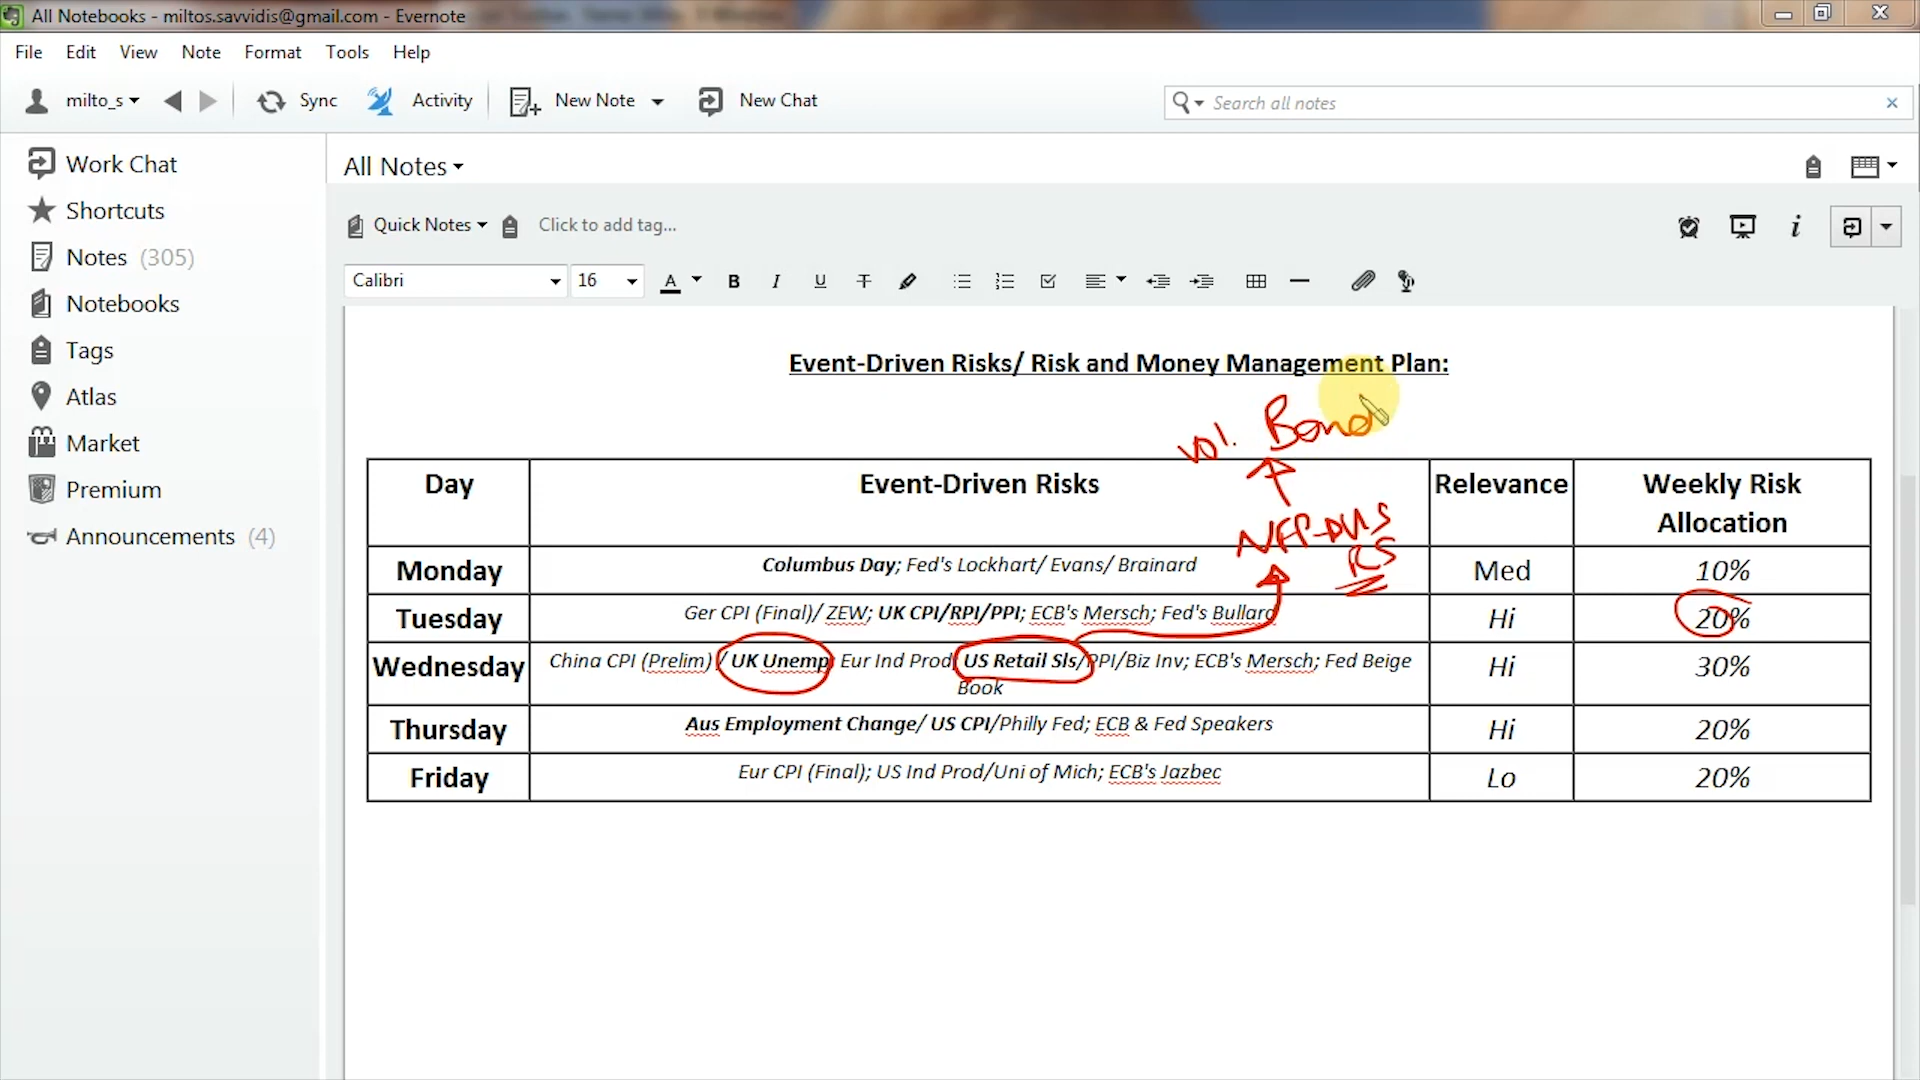 All Notebooks - miltos.savvidis@gmail.com - Evernote
File Edit View Note Format Tools Help
milto_s Sync Activity New Note New Chat Search all notes
Work Chat
Shortcuts
Notes (305)
Notebooks
Tags
Atlas
Market
Premium
Announcements (4)
All Notes
Quick Notes Click to add tag...
Calibri 16 A B I U T
Event-Driven Risks/ Risk and Money Management Plan:
vol. Bond
Day Event-Driven Risks Relevance Weekly Risk
Allocation
NFP
RS
Monday Columbus Day; Fed's Lockhart/ Evans/ Brainard Med 10%
Tuesday Ger CPI (Final)/ ZEW; UK CPI/RPI/PPI; ECB's Mersch; Fed's Bullard Hi 20%
Wednesday China CPI (Prelim) / UK Unemp Eur Ind Prod; US Retail Sls/PPI/Biz Inv; ECB's Mersch; Fed Beige Hi 30%
Book
Thursday Aus Employment Change/ US CPI/Philly Fed; ECB & Fed Speakers Hi 20%
Friday Eur CPI (Final); US Ind Prod/Uni of Mich; ECB's Jazbec Lo 20%